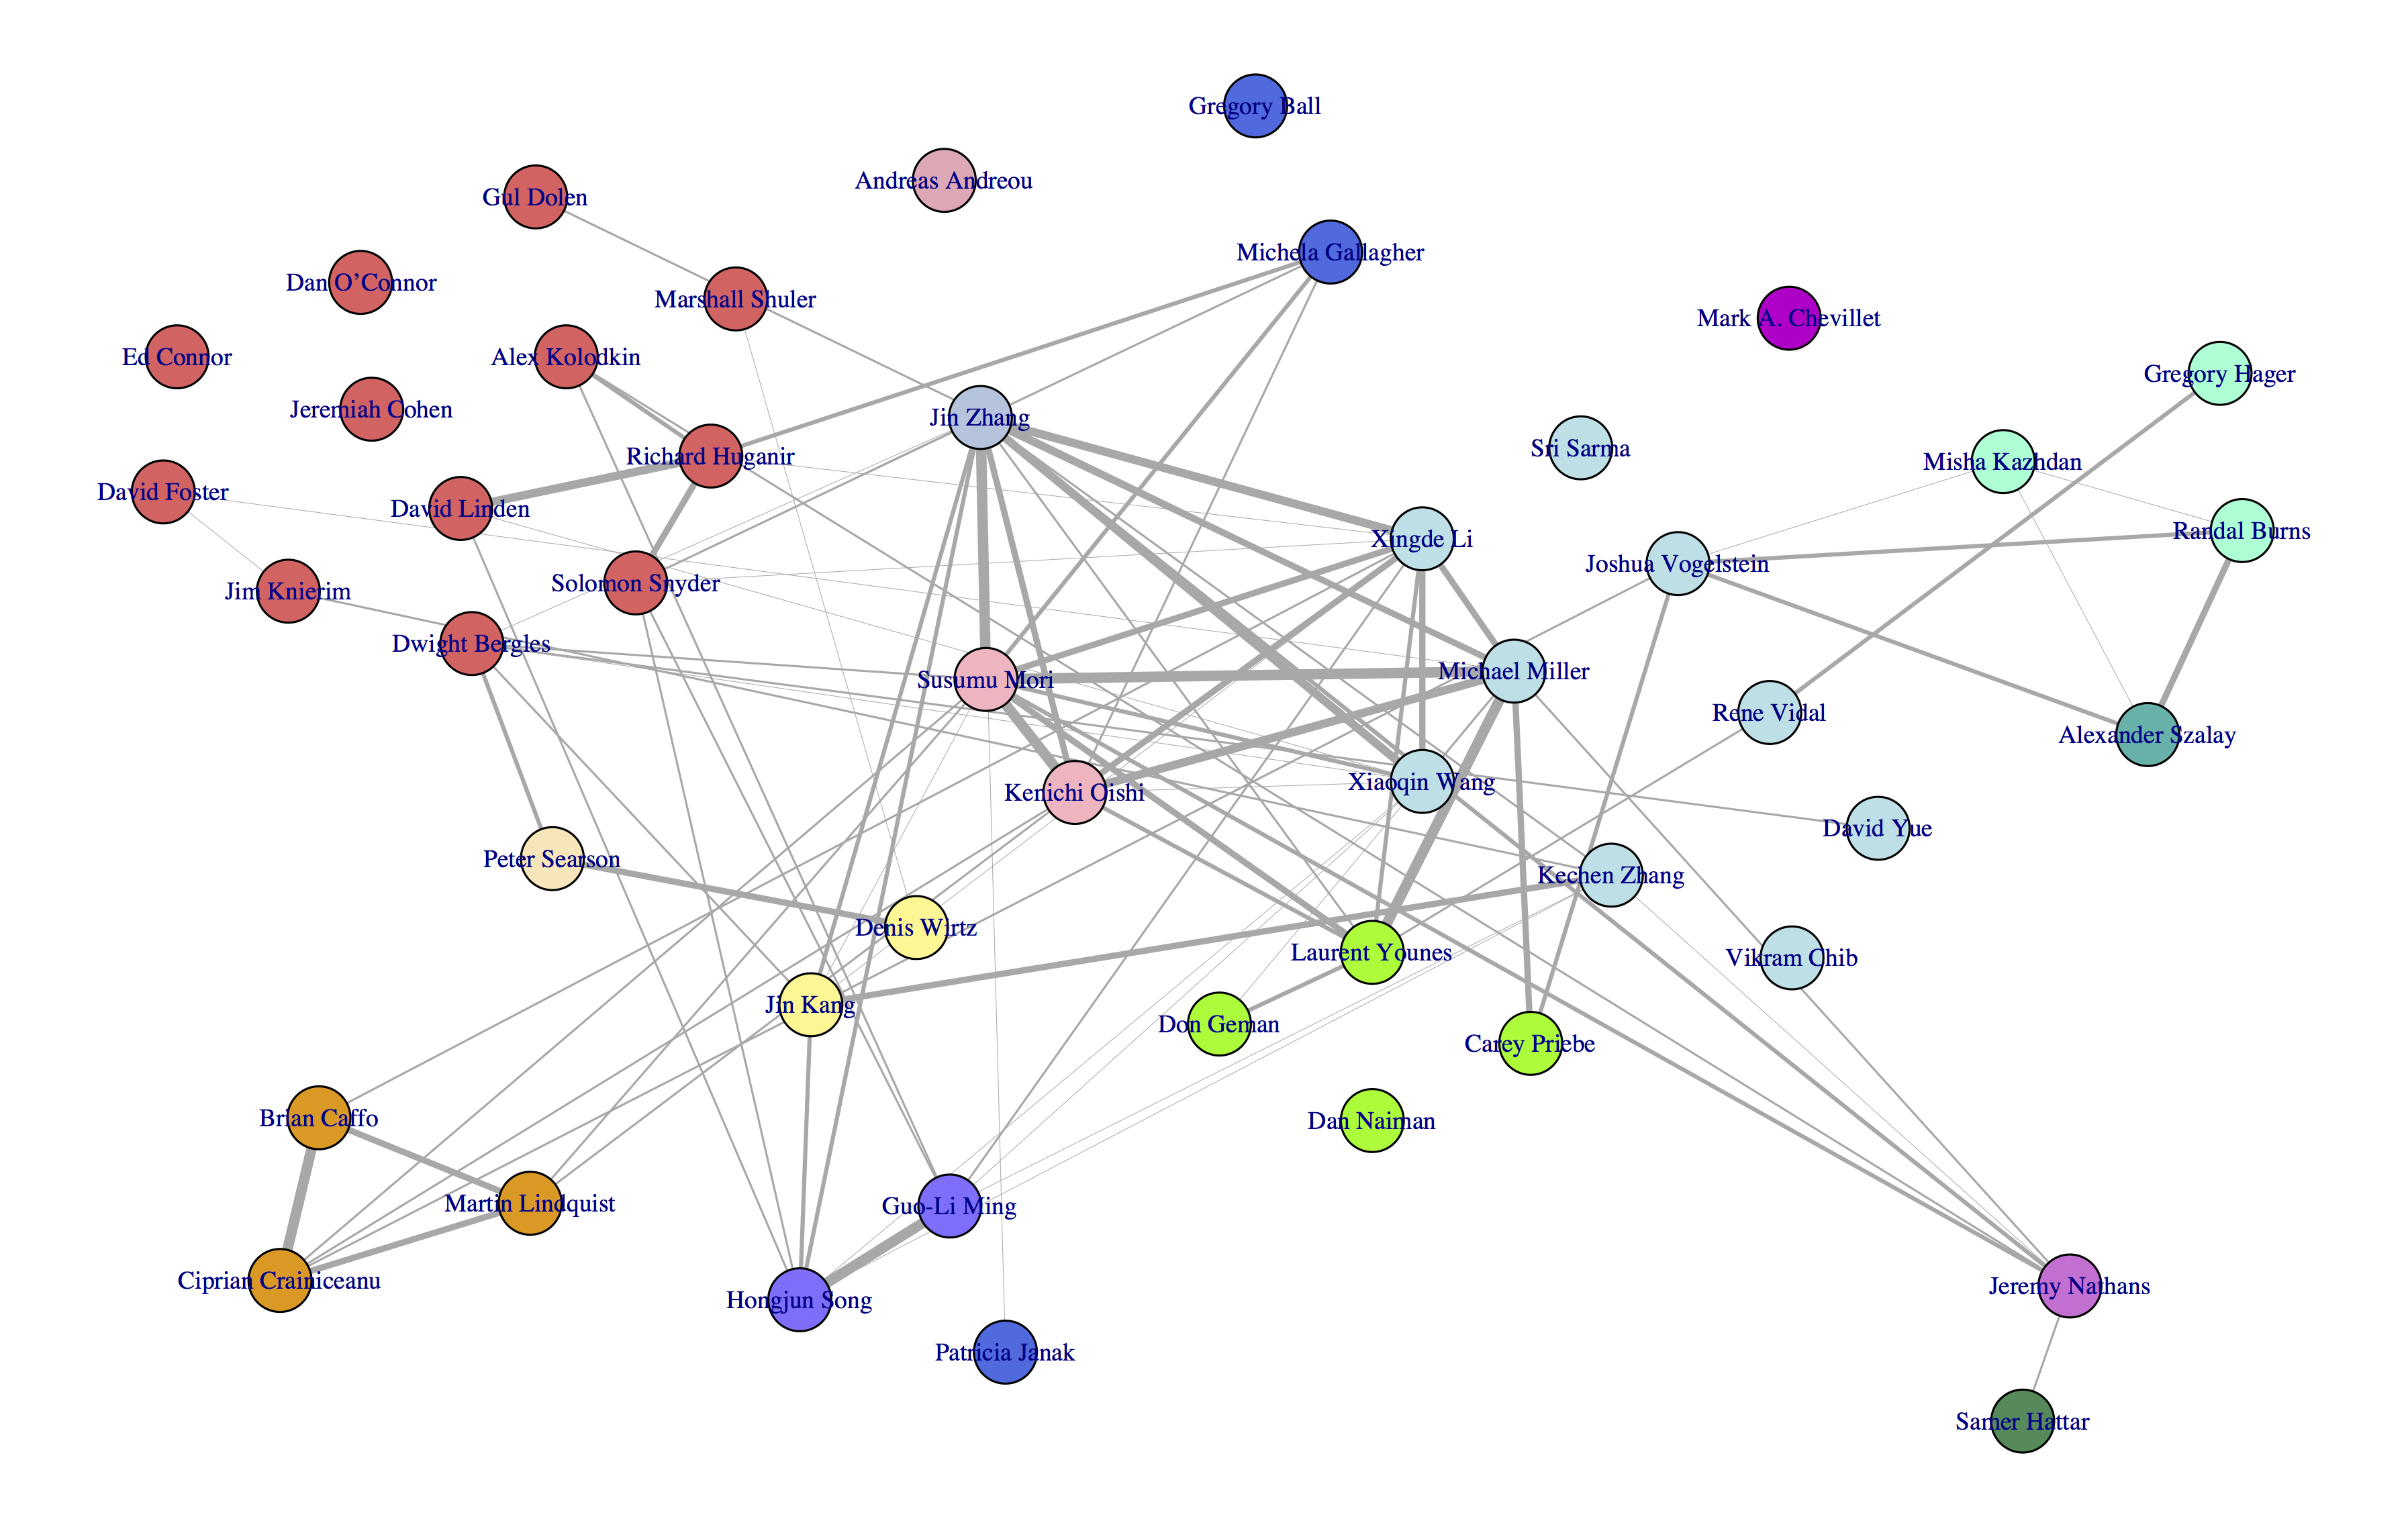 Gregory Ball
Andreas Andreou
Gul Dolen
Michela Gallagher
Dan O’Connor
Marshall Shuler
Mark A. Chevillet
Ed Connor
Alex Kolodkin
Gregory Hager
Jeremiah Cohen
Jin Zhang
Sri Sarma
Richard Huganir
Misha Kazhdan
David Foster
David Linden
Randal Burns
Xingde Li
Joshua Vogelstein
Solomon Snyder
Jim Knierim
Dwight Bergles
Michael Miller
Susumu Mori
Rene Vidal
Alexander Szalay
Xiaoqin Wang
Kenichi Oishi
David Yue
Peter Searson
Kechen Zhang
Denis Wirtz
Laurent Younes
Vikram Chib
Jin Kang
Don Geman
Carey Priebe
Brian Caffo
Dan Naiman
Martin Lindquist
Guo-Li Ming
Ciprian Crainiceanu
Jeremy Nathans
Hongjun Song
Patricia Janak
Samer Hattar